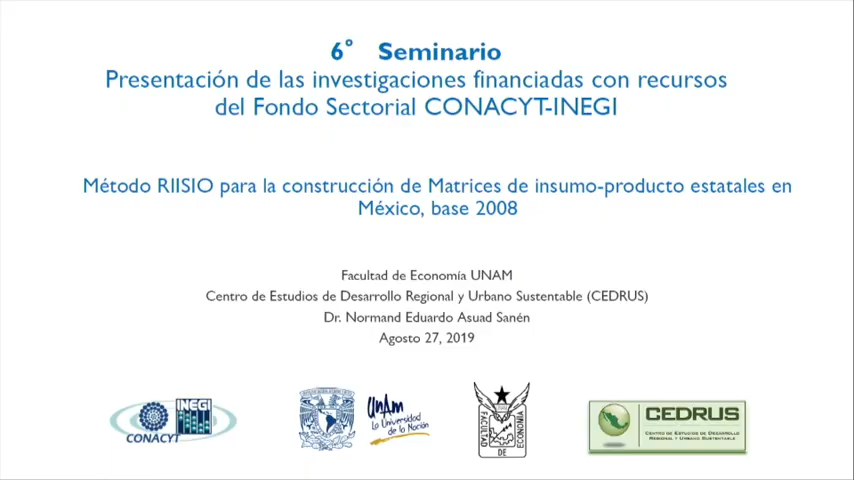 6° Seminario
Presentación de las investigaciones financiadas con recursos
del Fondo Sectorial CONACYT-INEGI
Método RIISIO para la construcción de Matrices de insumo-producto estatales en
México, base 2008
Facultad de Economía UNAM
Centro de Estudios de Desarrollo Regional y Urbano Sustentable (CEDRUS)
Dr. Normand Eduardo Asuad Sanén
Agosto 27, 2019
INEGI
CONACYT
UNAM
La Universidad
de la Nación
FACULTAD
DE
ECONOMÍA
CEDRUS
CENTRO DE ESTUDIOS DE DESARROLLO
REGIONAL Y URBANO SUSTENTABLE